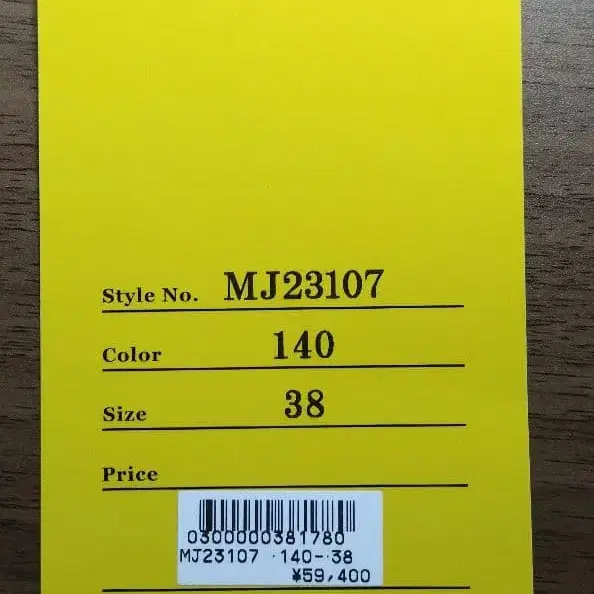 Style No. MJ23107
Color 140
Size 38
Price
0300000381780
MJ23107 140-38
¥59,400